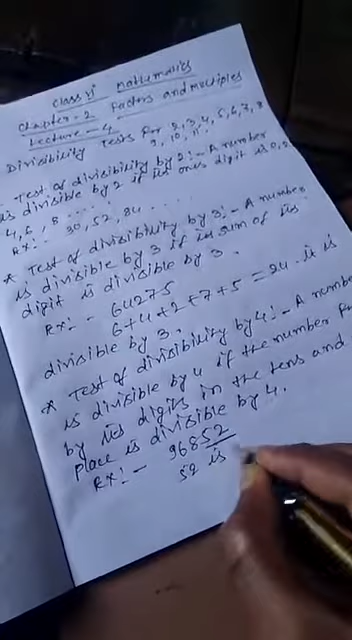 Class VI Mathematics
Chapter-2 Factors and multiples
Lecture-4
Divisibility Tests For 2,3,4,5,6,7,8
9,10,11
Test of divisibility by 2:- A number
is divisible by 2 if its ones digit is 0,2,
4,6,8 ....
Ex:- 30,52,84 ....
* Test of divisibility by 3:- A number
is divisible by 3 if its sum of its
digit is divisible by 3.
Ex:- 64275
6+4+2+7+5 = 24. it is
divisible by 3.
* Test of divisibility by 4:- A number
is divisible by 4 if the number
by its digits in the tens and
place is divisible by 4.
Ex:- 96852
52 is